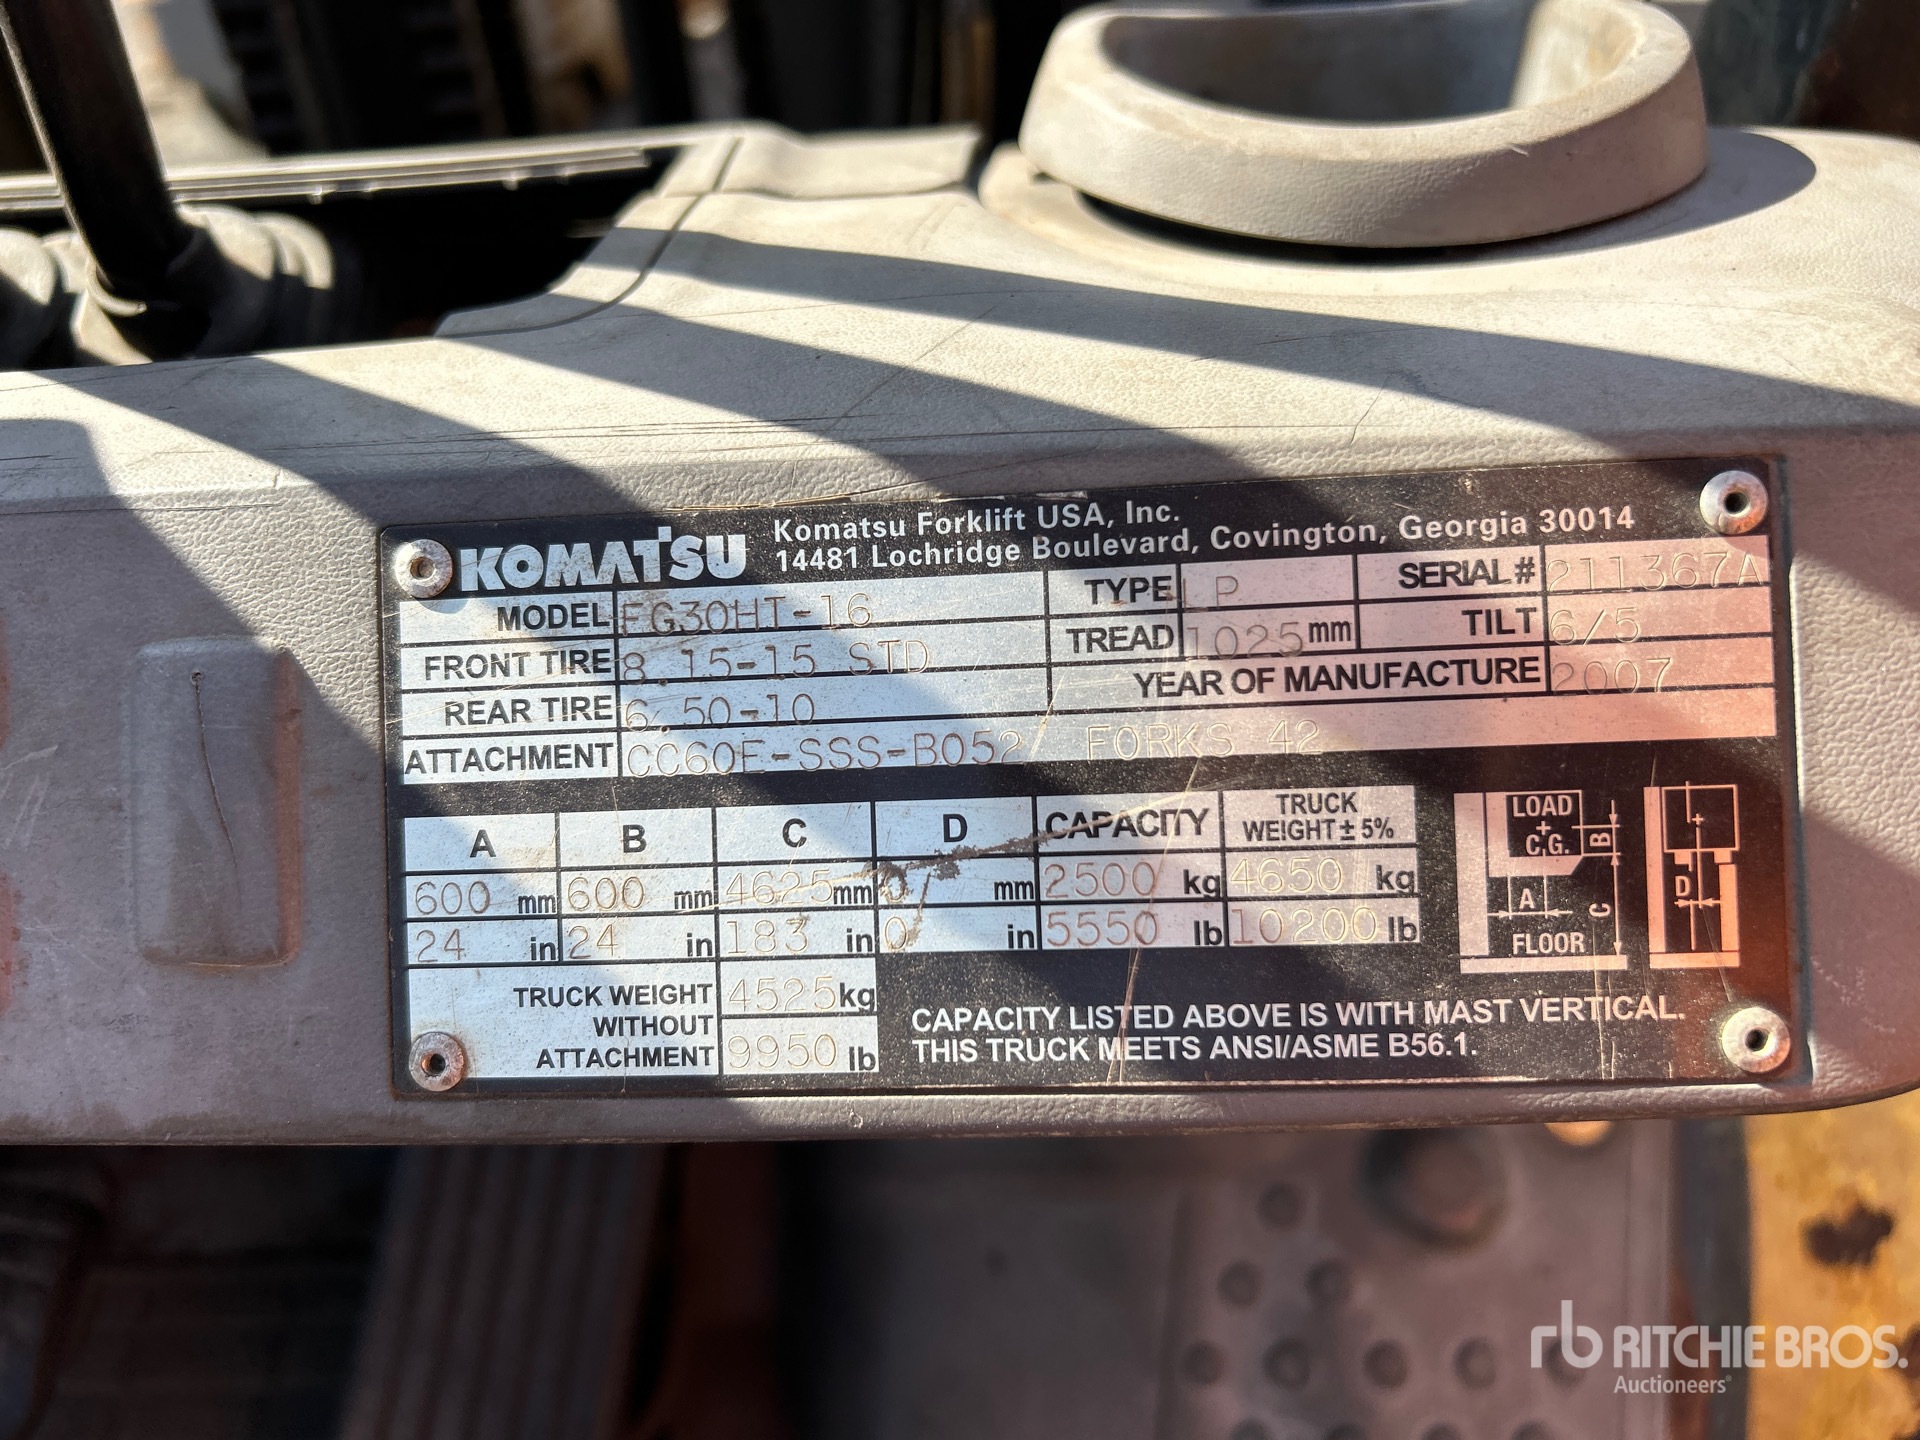 KOMATSU Komatsu Forklift USA, Inc.
14481 Lochridge Boulevard, Covington, Georgia 30014
MODEL FG30HT-16 TYPE LP SERIAL# 211367A
FRONT TIRE 8.15-15 STD TREAD 1025mm TILT 6/5
REAR TIRE 6.50-10 YEAR OF MANUFACTURE 2007
ATTACHMENT CC60E-SSS-B052/ FORKS 42
A B C D CAPACITY TRUCK WEIGHT ± 5%
600 mm 600 mm 4625 mm 0 mm 2500 kg 4650 kg
24 in 24 in 183 in 0 in 5550 lb 10200 lb
TRUCK WEIGHT WITHOUT ATTACHMENT 4525 kg
9950 lb
LOAD
+
C.G.
B
A
C
FLOOR
+
D
CAPACITY LISTED ABOVE IS WITH MAST VERTICAL.
THIS TRUCK MEETS ANSI/ASME B56.1.
rb RITCHIE BROS.
Auctioneers